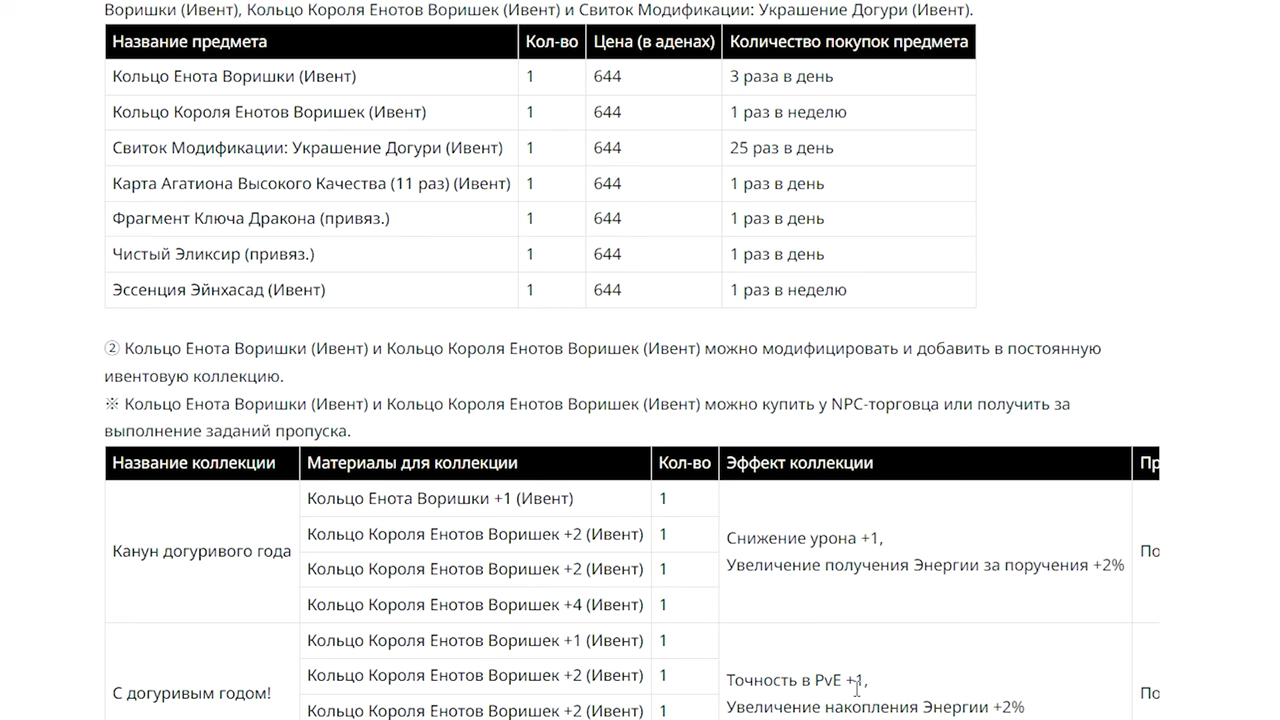 Воришки (Ивент), Кольцо Короля Енотов Воришек (Ивент) и Свиток Модификации: Украшение Догури (Ивент).
Название предмета Кол-во Цена (в аденах) Количество покупок предмета
Кольцо Енота Воришки (Ивент) 1 644 3 раза в день
Кольцо Короля Енотов Воришек (Ивент) 1 644 1 раз в неделю
Свиток Модификации: Украшение Догури (Ивент) 1 644 25 раз в день
Карта Агатиона Высокого Качества (11 раз) (Ивент) 1 644 1 раз в день
Фрагмент Ключа Дракона (привяз.) 1 644 1 раз в день
Чистый Эликсир (привяз.) 1 644 1 раз в день
Эссенция Эйнхасад (Ивент) 1 644 1 раз в неделю
② Кольцо Енота Воришки (Ивент) и Кольцо Короля Енотов Воришек (Ивент) можно модифицировать и добавить в постоянную
ивентовую коллекцию.
※ Кольцо Енота Воришки (Ивент) и Кольцо Короля Енотов Воришек (Ивент) можно купить у NPC-торговца или получить за
выполнение заданий пропуска.
Название коллекции Материалы для коллекции Кол-во Эффект коллекции Пр
Кольцо Енота Воришки +1 (Ивент) 1
Кольцо Короля Енотов Воришек +2 (Ивент) 1
Снижение урона +1,
Канун догуривого года
По
Увеличение получения Энергии за поручения +2%
Кольцо Короля Енотов Воришек +2 (Ивент) 1
Кольцо Короля Енотов Воришек +4 (Ивент) 1
Кольцо Короля Енотов Воришек +1 (Ивент) 1
Кольцо Короля Енотов Воришек +2 (Ивент) 1
Точность в PvE +1,
С догуривым годом!
По
Увеличение накопления Энергии +2%
Кольцо Короля Енотов Воришек +2 (Ивент) 1